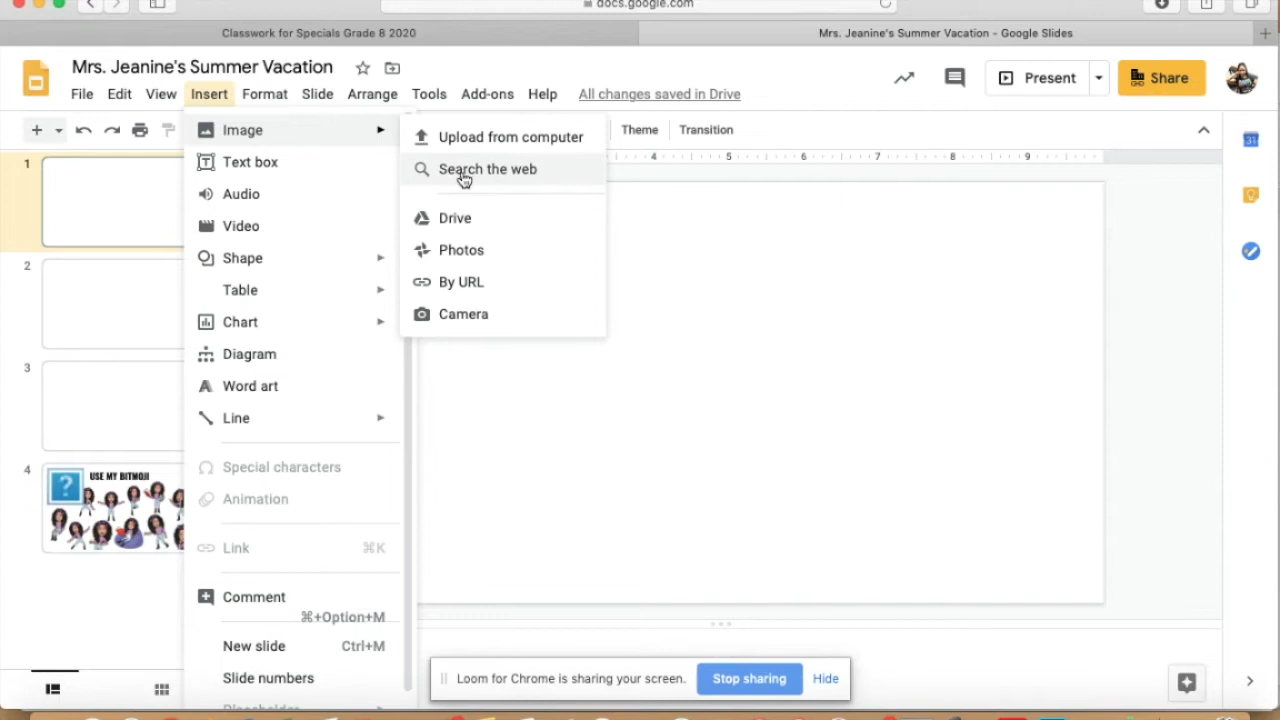 docs.google.com
Classwork for Specials Grade 8 2020
Mrs. Jeanine's Summer Vacation - Google Slides
Mrs. Jeanine's Summer Vacation
File Edit View Insert Format Slide Arrange Tools Add-ons Help All changes saved in Drive
Present
Share
Theme Transition
4 5 6 7 8 9
31
Image
Text box
Audio
Video
Shape
Table
Chart
Diagram
Word art
Line
Special characters
Animation
Link ⌘K
Comment
⌘+Option+M
New slide Ctrl+M
Slide numbers
Placeholder
Upload from computer
Search the web
Drive
Photos
By URL
Camera
1
2
3
4
USE MY BITMOJI
Loom for Chrome is sharing your screen. Stop sharing Hide